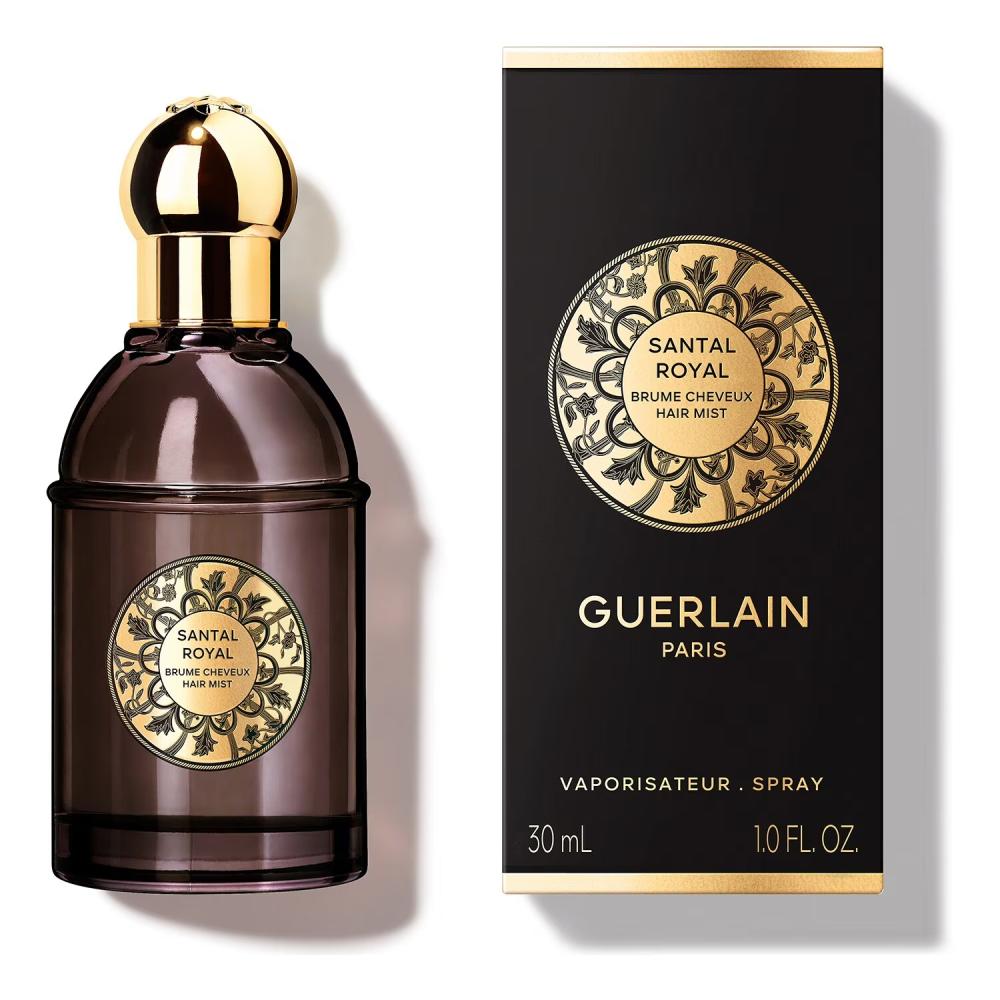 SANTAL
ROYAL
BRUME CHEVEUX
HAIR MIST
SANTAL
ROYAL
BRUME CHEVEUX
HAIR MIST
GUERLAIN
PARIS
VAPORISATEUR . SPRAY
30 mL 1.0 FL. OZ.